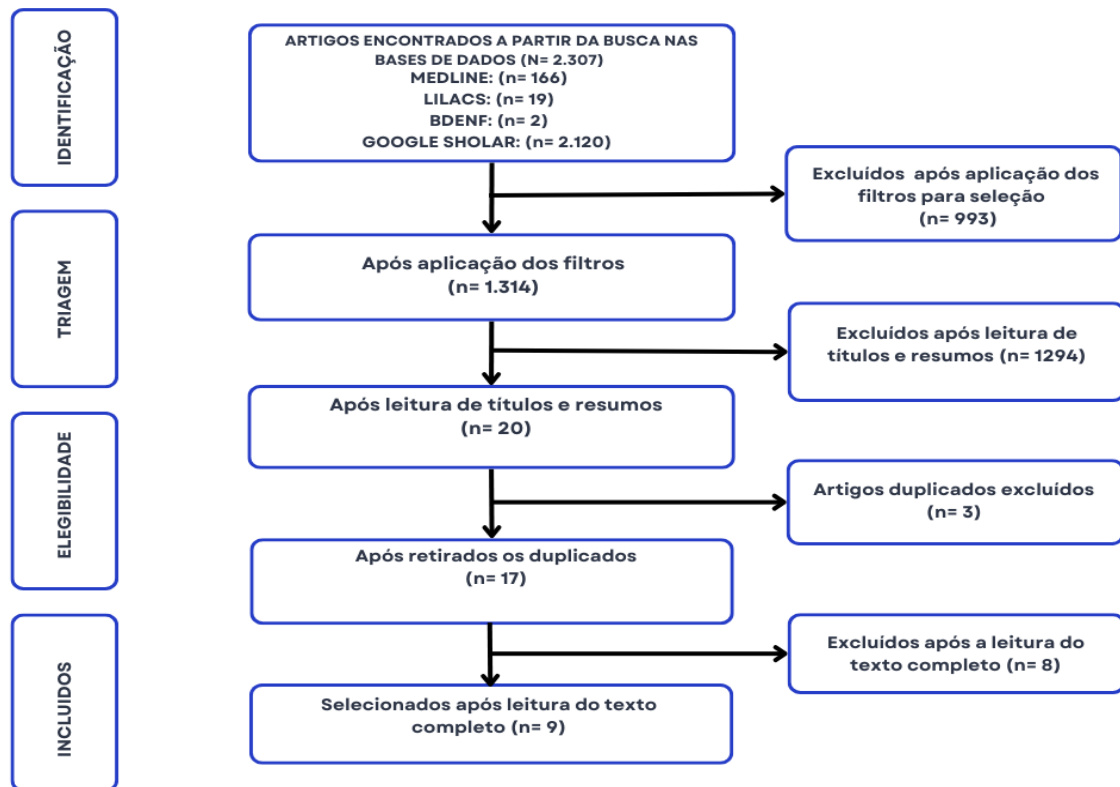 IDENTIFICAÇÃO
ARTIGOS ENCONTRADOS A PARTIR DA BUSCA NAS
BASES DE DADOS (N= 2.307)
MEDLINE: (n= 166)
LILACS: (n= 19)
BDENF: (n= 2)
GOOGLE SHOLAR: (n= 2.120)
Excluídos após aplicação dos
filtros para seleção
(n= 993)
TRIAGEM
Após aplicação dos filtros
(n= 1.314)
Excluídos após leitura de
títulos e resumos (n= 1294)
Após leitura de títulos e resumos
(n= 20)
ELEGIBILIDADE
Artigos duplicados excluídos
(n= 3)
Após retirados os duplicados
(n= 17)
INCLUIDOS
Excluídos após a leitura do
texto completo (n= 8)
Selecionados após leitura do texto
completo (n= 9)